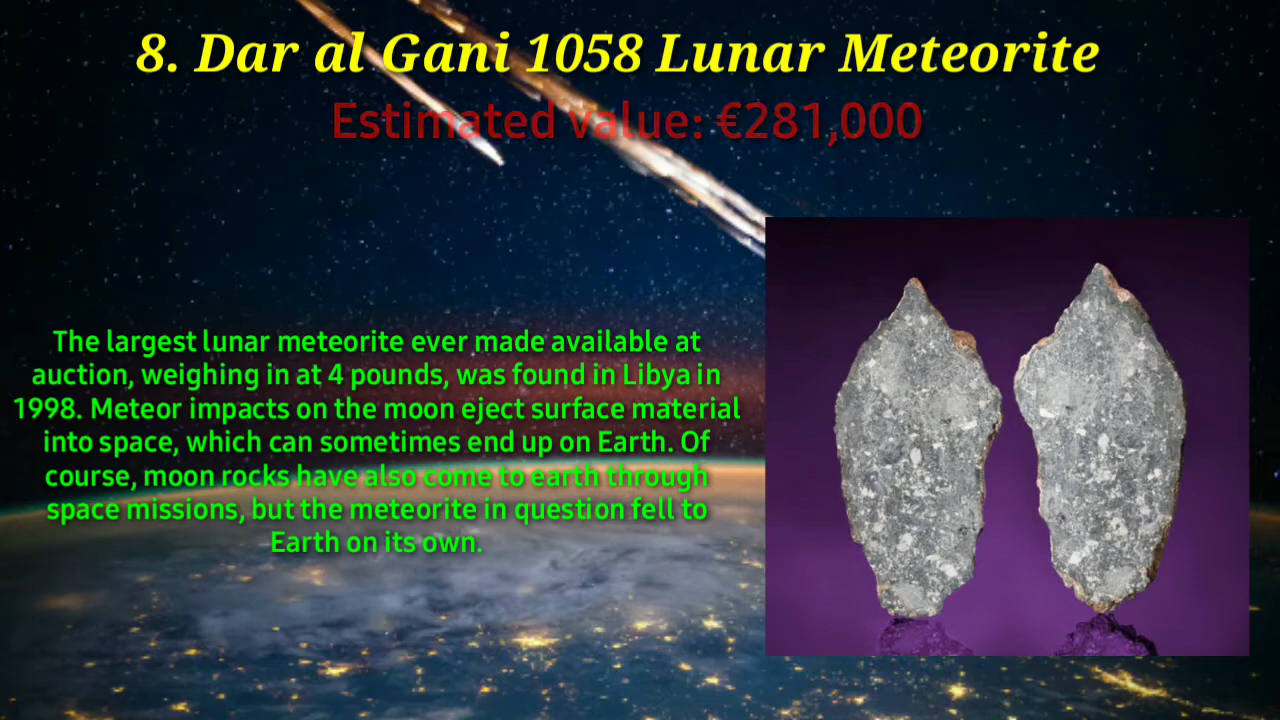 8. Dar al Gani 1058 Lunar Meteorite
Estimated value: €281,000
The largest lunar meteorite ever made available at
auction, weighing in at 4 pounds, was found in Libya in
1998. Meteor impacts on the moon eject surface material
into space, which can sometimes end up on Earth. Of
course, moon rocks have also come to earth through
space missions, but the meteorite in question fell to
Earth on its own.